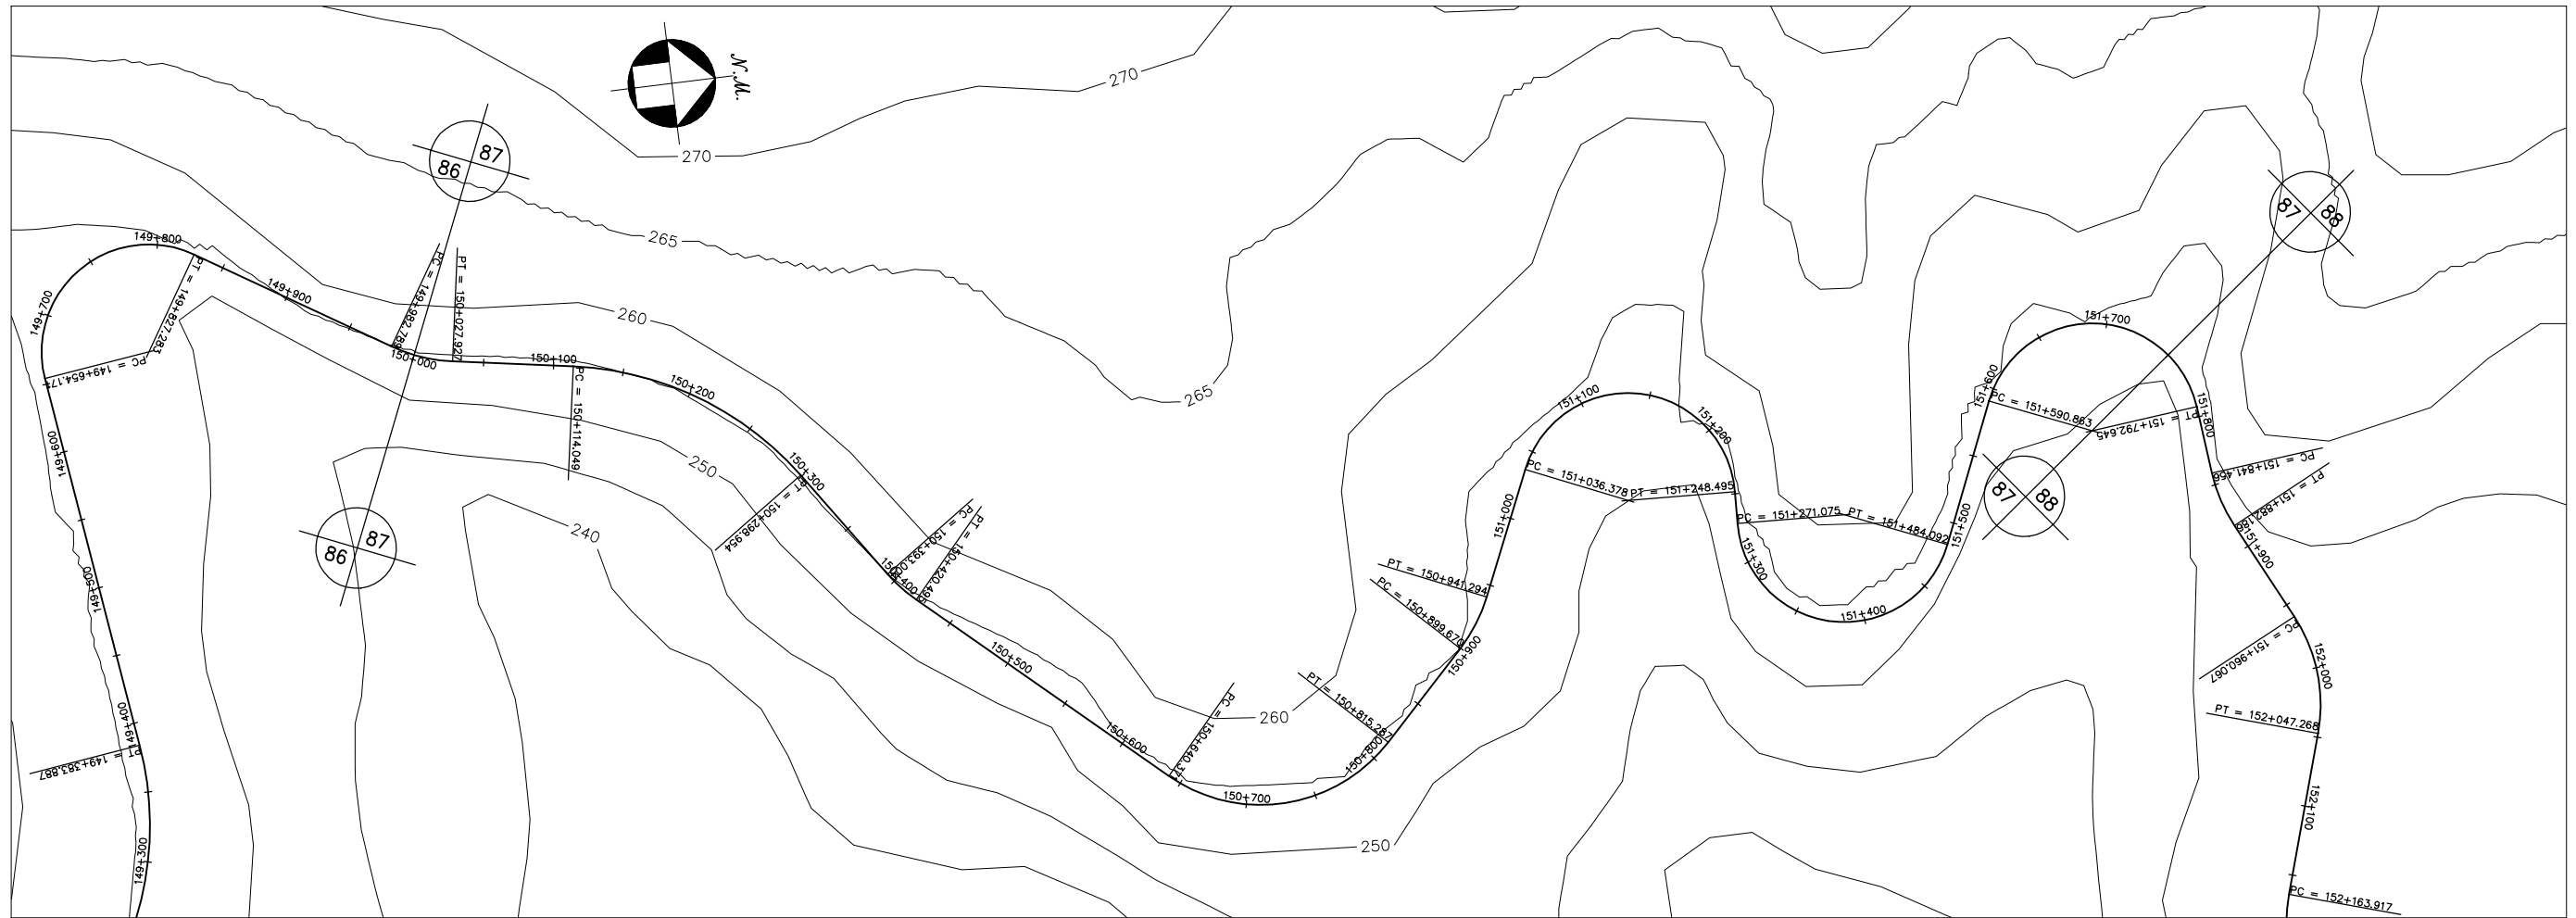 N.M.
270
270
265
265
260
260
250
250
240
87
86
87
86
87
88
87
88
149+300
PT = 149+383.887
149+400
149+500
149+600
PC = 149+654.17
149+700
149+800
PT = 149+827.283
149+900
PC = 149+982.789
150+000
PT = 150+027.927
150+100
PC = 150+114.049
150+200
PT = 150+298.954
150+300
PC = 150+393.00
150+400
PT = 150+420.495
150+500
150+600
PC = 150+640.377
150+700
150+800
PT = 150+815.287
PC = 150+899.670
150+900
PT = 150+941.294
151+000
PC = 151+036.378
151+100
151+200
PT = 151+248.495
PC = 151+271.075
151+300
151+400
PT = 151+484.092
151+500
PC = 151+590.863
151+600
151+700
PT = 151+792.645
151+800
PC = 151+841.456
PT = 151+882.186
151+900
PC = 151+960.067
152+000
PT = 152+047.268
152+100
PC = 152+163.917